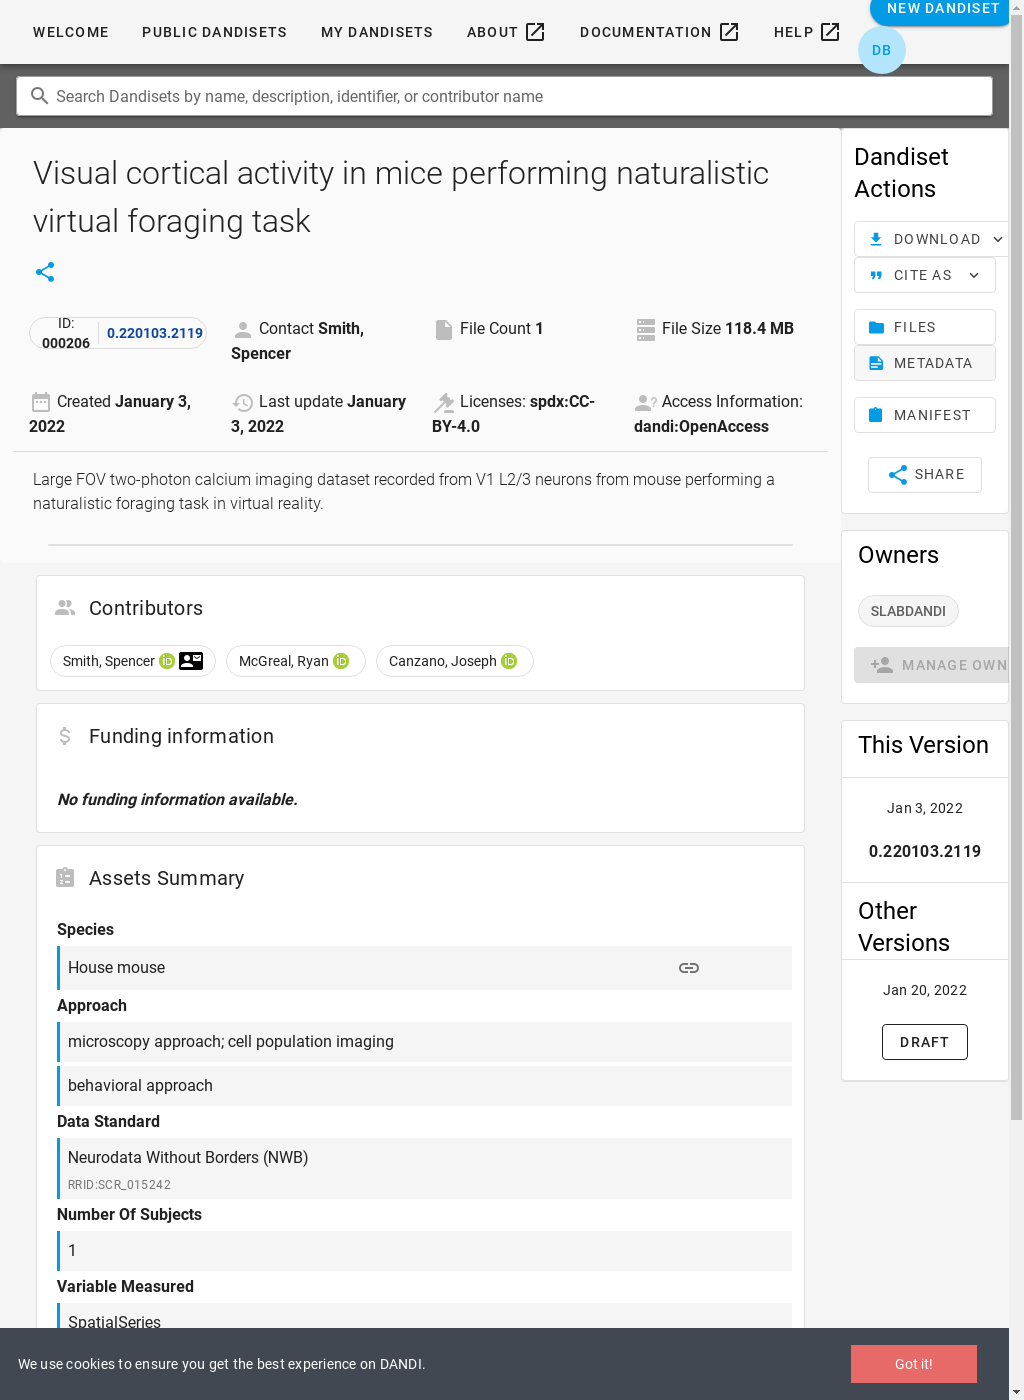 WELCOME
PUBLIC DANDISETS
MY DANDISETS
ABOUT
DOCUMENTATION
HELP
NEW DANDISET
DB
Search Dandisets by name, description, identifier, or contributor name
Visual cortical activity in mice performing naturalistic
virtual foraging task
ID:
000206
0.220103.2119
Contact Smith,
Spencer
File Count 1
File Size 118.4 MB
Created January 3,
2022
Last update January
3, 2022
Licenses: spdx:CC-
BY-4.0
Access Information:
dandi:OpenAccess
Large FOV two-photon calcium imaging dataset recorded from V1 L2/3 neurons from mouse performing a
naturalistic foraging task in virtual reality.
Contributors
Smith, Spencer iD
McGreal, Ryan iD
Canzano, Joseph iD
Funding information
No funding information available.
Assets Summary
Species
House mouse
Approach
microscopy approach; cell population imaging
behavioral approach
Data Standard
Neurodata Without Borders (NWB)
RRID:SCR_015242
Number Of Subjects
1
Variable Measured
SpatialSeries
Dandiset
Actions
DOWNLOAD
CITE AS
FILES
METADATA
MANIFEST
SHARE
Owners
SLABDANDI
MANAGE OWN
This Version
Jan 3, 2022
0.220103.2119
Other
Versions
Jan 20, 2022
DRAFT
We use cookies to ensure you get the best experience on DANDI.
Got it!